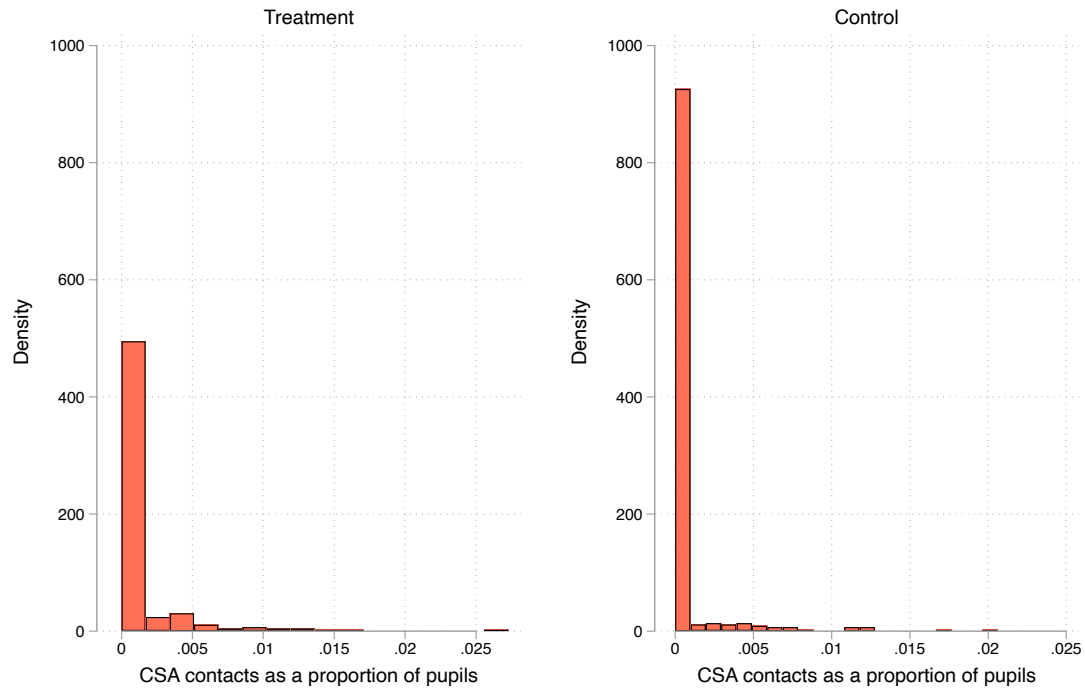 Treatment
1000
800
600
400
200
0
Density
0 .005 .01 .015 .02 .025
CSA contacts as a proportion of pupils
Control
1000
800
600
400
200
0
Density
0 .005 .01 .015 .02 .025
CSA contacts as a proportion of pupils